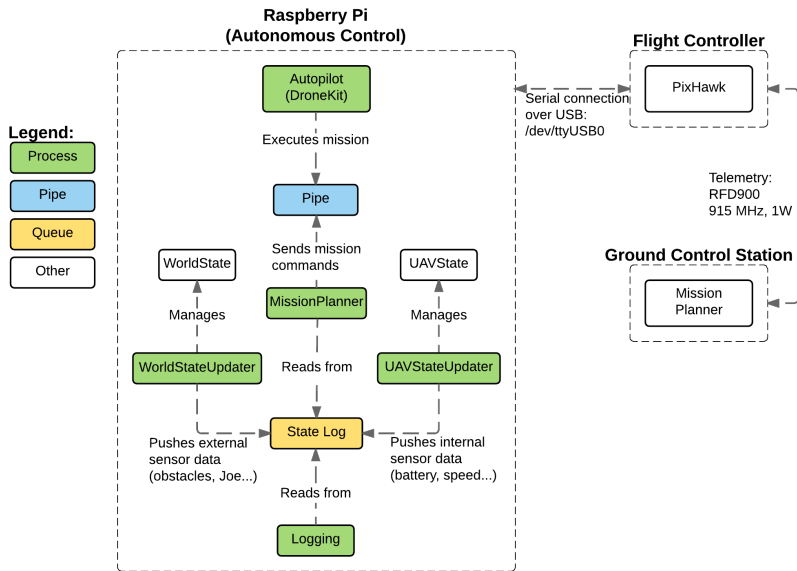 Raspberry Pi
(Autonomous Control)
Flight Controller
Autopilot
(DroneKit)
PixHawk
Serial connection
over USB:
/dev/ttyUSB0
Legend:
Process
Pipe
Queue
Other
Executes mission
Pipe
Telemetry:
RFD900
915 MHz, 1W
Sends mission
commands
WorldState
UAVState
Ground Control Station
Mission
Planner
MissionPlanner
Manages
Manages
WorldStateUpdater
Reads from
UAVStateUpdater
State Log
Pushes external
sensor data
(obstacles, Joe...)
Pushes internal
sensor data
(battery, speed...)
Reads from
Logging